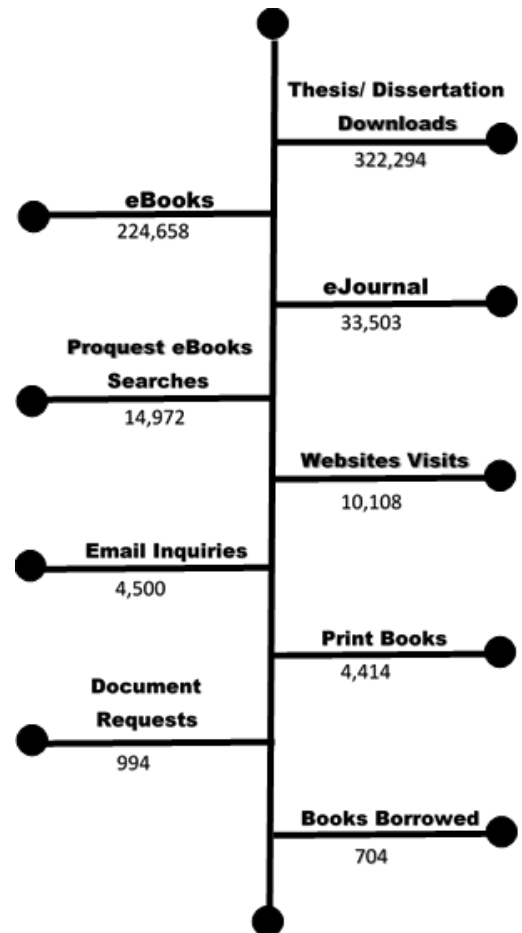 Thesis/ Dissertation
Downloads
322,294
eBooks
224,658
eJournal
33,503
Proquest eBooks
Searches
14,972
Websites Visits
10,108
Email Inquiries
4,500
Print Books
4,414
Document
Requests
994
Books Borrowed
704